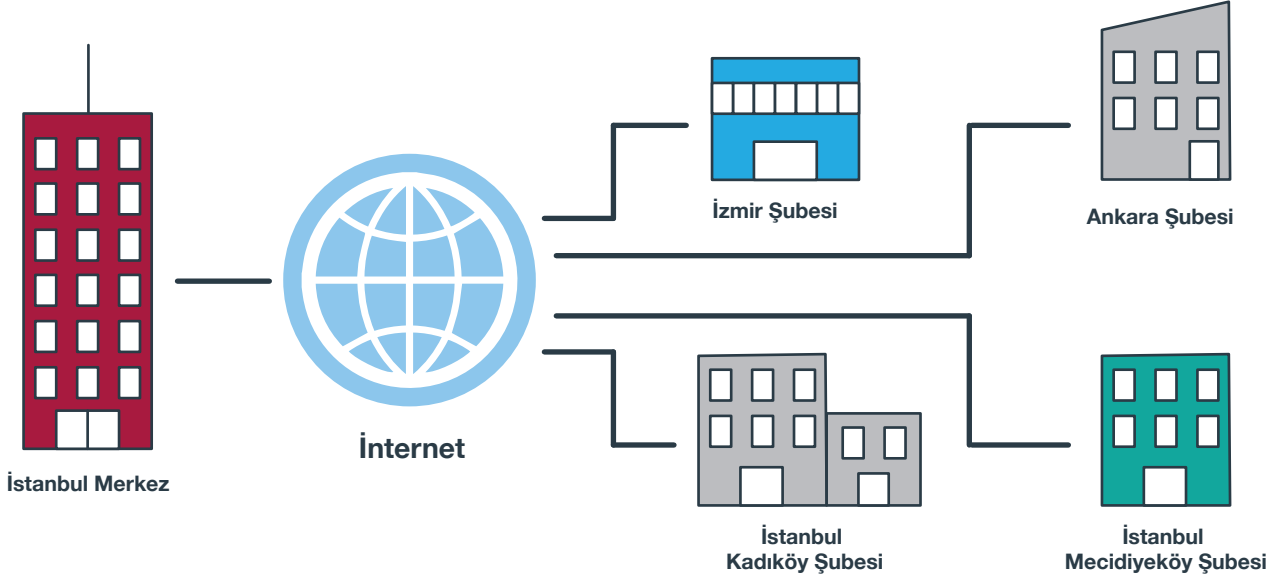 İzmir Şubesi
Ankara Şubesi
İnternet
İstanbul Merkez
İstanbul
Kadıköy Şubesi
İstanbul
Mecidiyeköy Şubesi